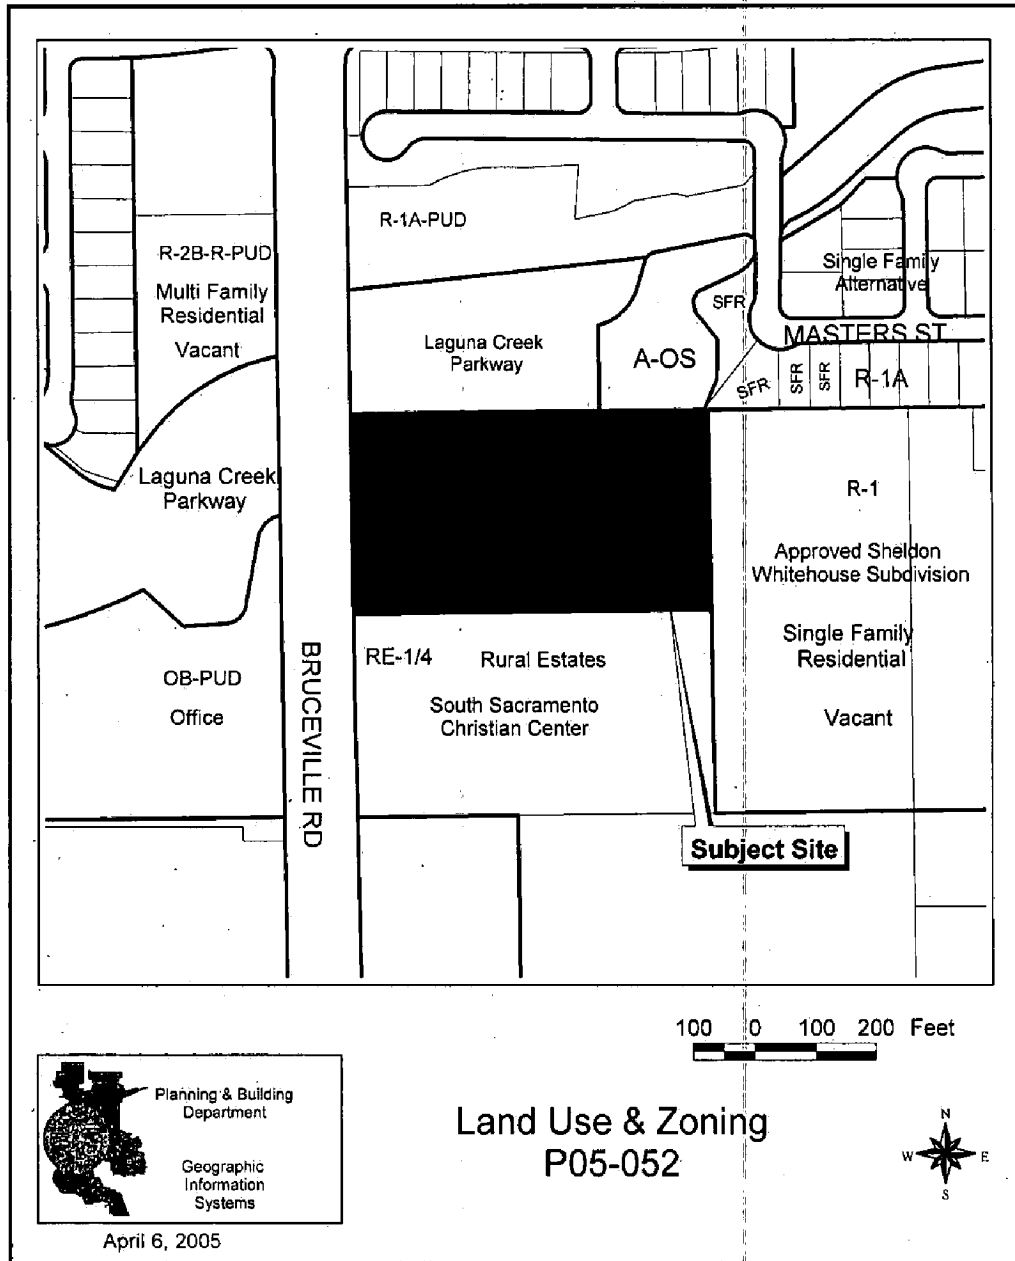 R-1A-PUD
R-2B-R-PUD
Multi Family
Residential
Vacant
Single Family
Alternative
SFR
MASTERS ST
Laguna Creek
Parkway
A-OS
SFR
SFR
SFR
R-1A
Laguna Creek
Parkway
R-1
Approved Sheldon
Whitehouse Subdivision
Single Family
Residential
Vacant
BRUCEVILLE RD
RE-1/4
Rural Estates
South Sacramento
Christian Center
OB-PUD
Office
Subject Site
100 0 100 200 Feet
Planning & Building
Department
Geographic
Information
Systems
Land Use & Zoning
P05-052
N
W E
S
April 6, 2005